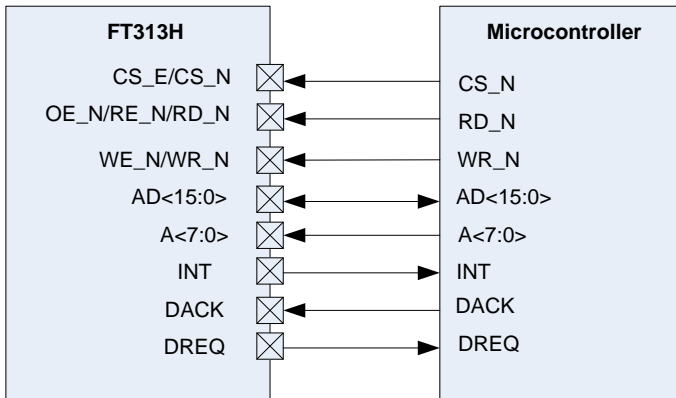 FT313H
CS_E/CS_N
OE_N/RE_N/RD_N
WE_N/WR_N
AD<15:0>
A<7:0>
INT
DACK
DREQ
Microcontroller
CS_N
RD_N
WR_N
AD<15:0>
A<7:0>
INT
DACK
DREQ